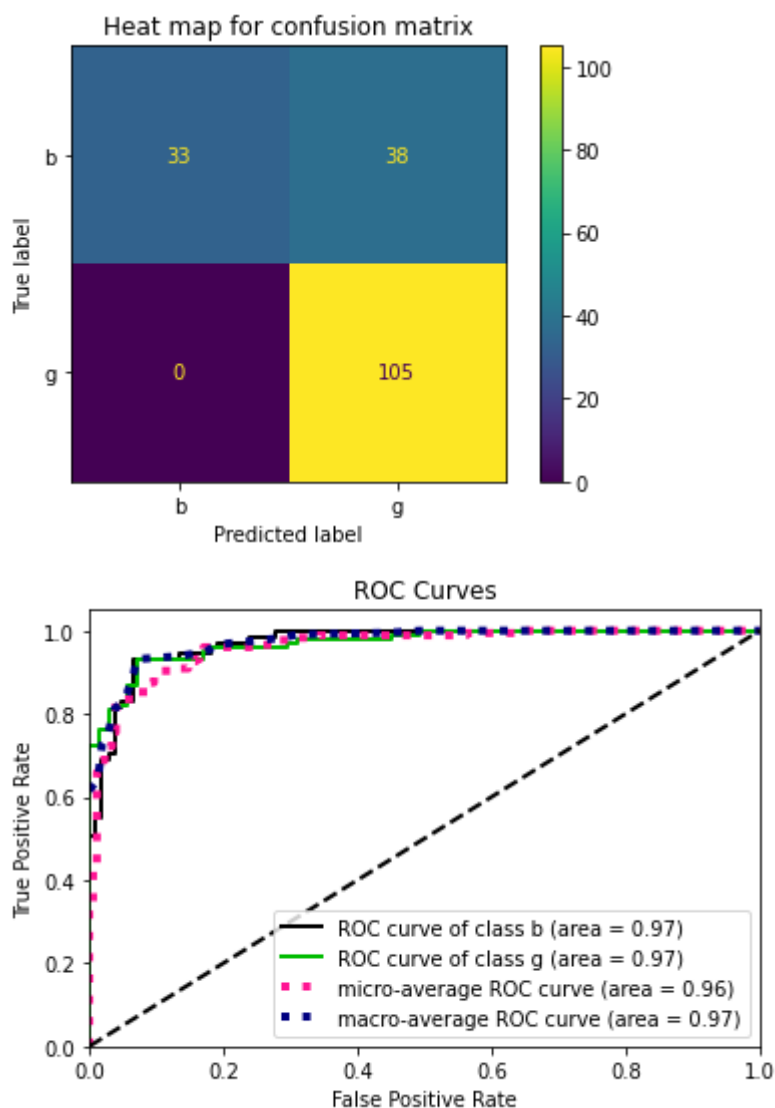 Heat map for confusion matrix
100
b 33 38
80
True label
60
40
g 0 105
20
0
b g
Predicted label
ROC Curves
1.0
0.8
True Positive Rate
0.6
0.4
0.2
0.0
ROC curve of class b (area = 0.97)
ROC curve of class g (area = 0.97)
micro-average ROC curve (area = 0.96)
macro-average ROC curve (area = 0.97)
0.0 0.2 0.4 0.6 0.8 1.0
False Positive Rate